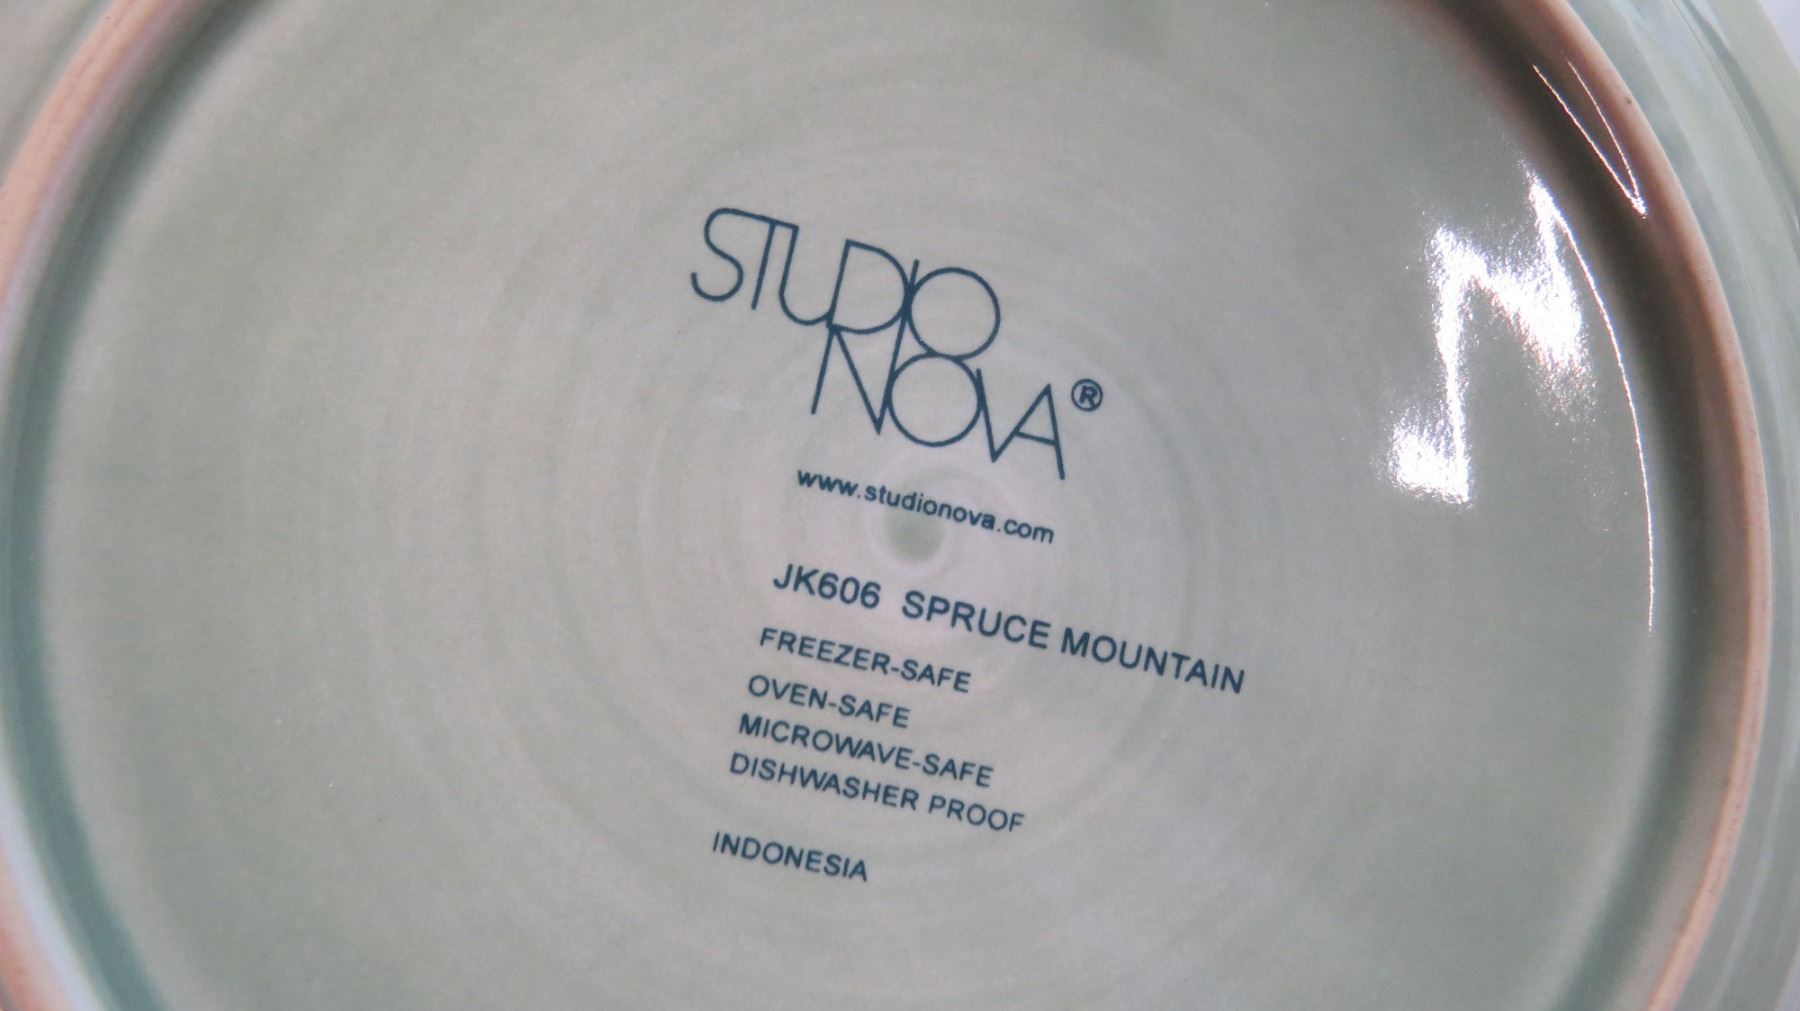 STUDIO
NOVA®
www.studionova.com
JK606 SPRUCE MOUNTAIN
FREEZER-SAFE
OVEN-SAFE
MICROWAVE-SAFE
DISHWASHER PROOF
INDONESIA